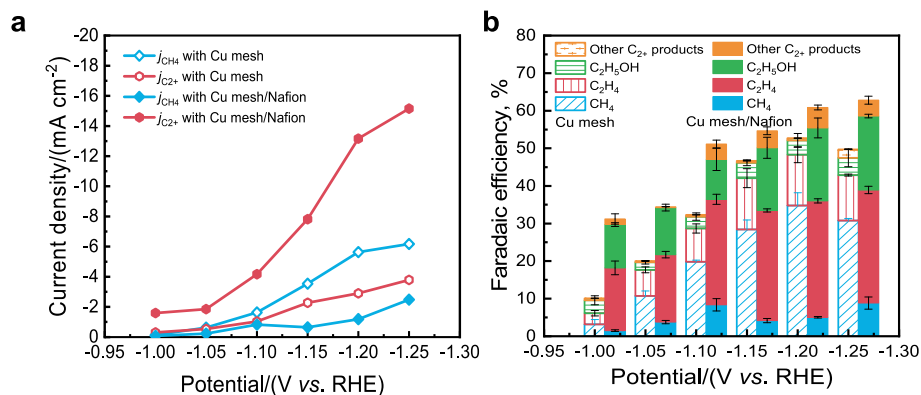 a
-20
-18
-16
-14
-12
-10
-8
-6
-4
-2
0
-0.95 -1.00 -1.05 -1.10 -1.15 -1.20 -1.25 -1.30
Current density/(mA cm⁻²)
Potential/(V vs. RHE)
jCH4 with Cu mesh
jC2+ with Cu mesh
jCH4 with Cu mesh/Nafion
jC2+ with Cu mesh/Nafion
b
80
70
60
50
40
30
20
10
0
-0.95 -1.00 -1.05 -1.10 -1.15 -1.20 -1.25 -1.30
Faradaic efficiency, %
Potential/(V vs. RHE)
Other C₂₊ products
C₂H₅OH
C₂H₄
CH₄
Cu mesh
Other C₂₊ products
C₂H₅OH
C₂H₄
CH₄
Cu mesh/Nafion